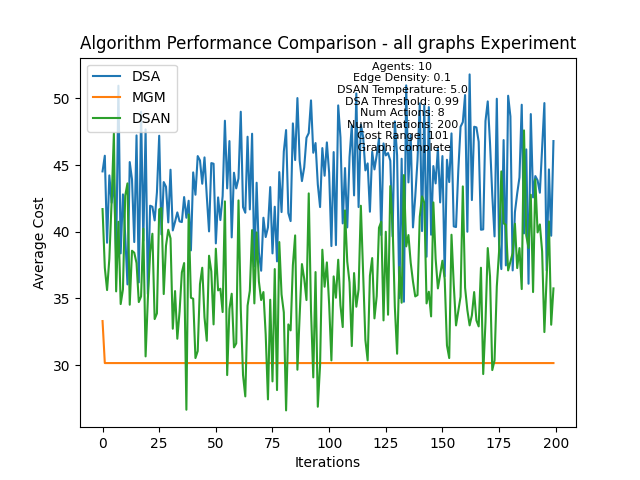 Algorithm Performance Comparison - all graphs Experiment
DSA
MGM
DSAN
Agents: 10
Edge Density: 0.1
DSAN Temperature: 5.0
DSA Threshold: 0.99
Num Actions: 8
Num Iterations: 200
Cost Range: 101
Graph: complete
Average Cost
50
45
40
35
30
0 25 50 75 100 125 150 175 200
Iterations